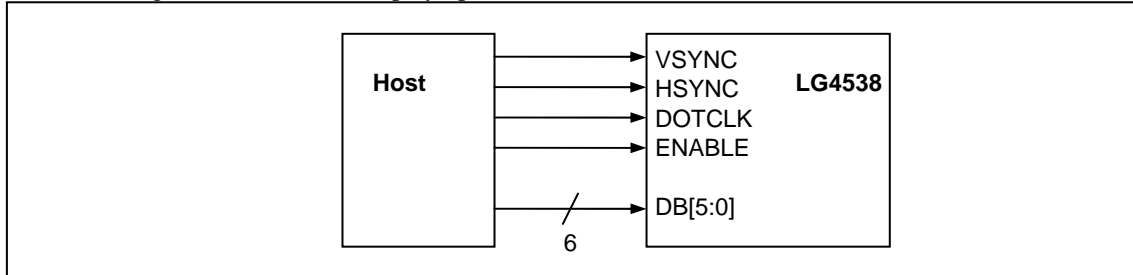 VSYNC
Host HSYNC LG4538
DOTCLK
ENABLE
DB[5:0]
6